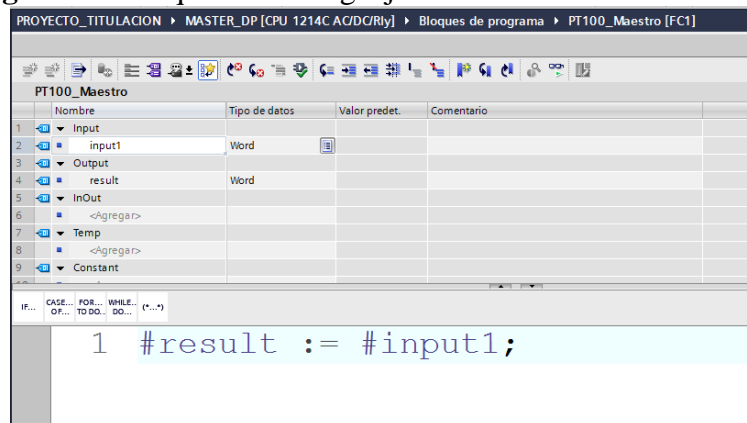 PROYECTO_TITULACION ▸ MASTER_DP [CPU 1214C AC/DC/Rly] ▸ Bloques de programa ▸ PT100_Maestro [FC1]
PT100_Maestro
Nombre Tipo de datos Valor predet. Comentario
1 Input
2 input1 Word
3 Output
4 result Word
5 InOut
6 <Agregar>
7 Temp
8 <Agregar>
9 Constant
IF... CASE... OF... FOR... TO DO... WHILE... DO... (*...*)
1 #result := #input1;